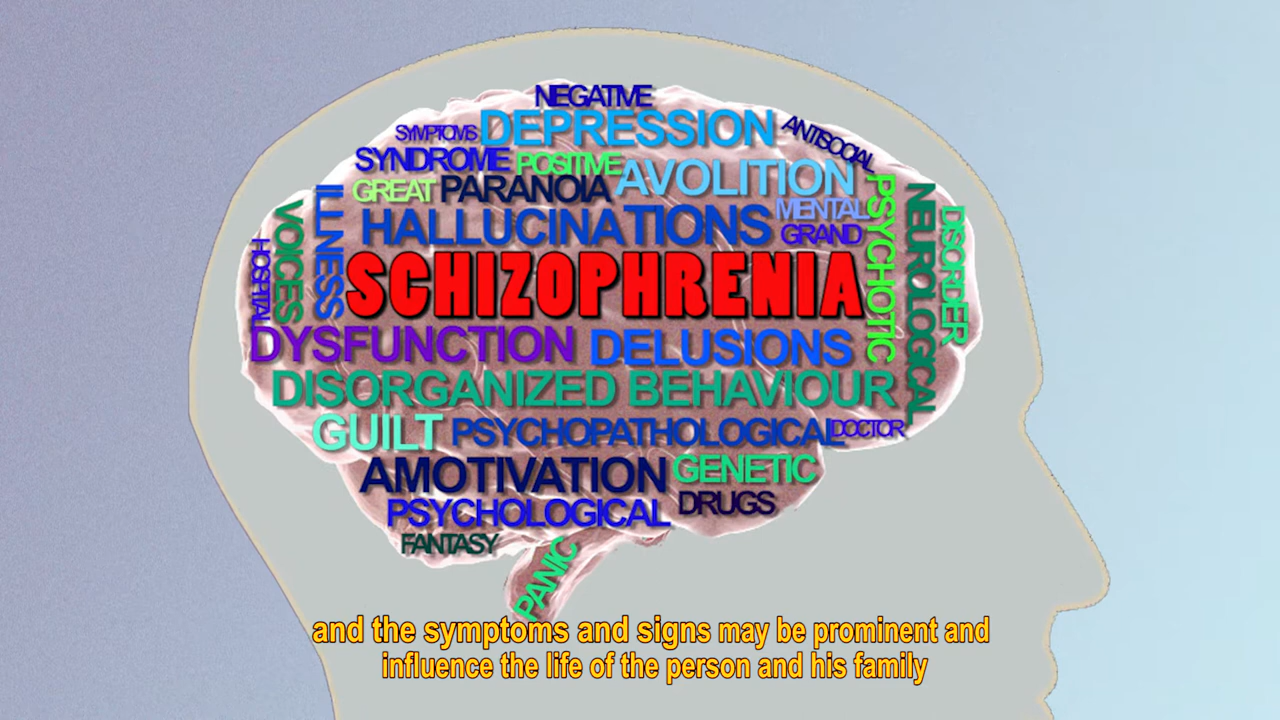 NEGATIVE
SYMPTOMS DEPRESSION ANTISOCIAL
SYNDROME POSITIVE AVOLITION
GREAT PARANOIA
HALLUCINATIONS MENTAL
GRAND
HOSPITAL
VOICES
ILLNESS
SCHIZOPHRENIA
PSYCHOTIC
NEUROLOGICAL
DISORDER
DYSFUNCTION DELUSIONS
DISORGANIZED BEHAVIOUR
GUILT PSYCHOPATHOLOGICAL DOCTOR
AMOTIVATION GENETIC
PSYCHOLOGICAL DRUGS
FANTASY
PANIC
and the symptoms and signs may be prominent and
influence the life of the person and his family